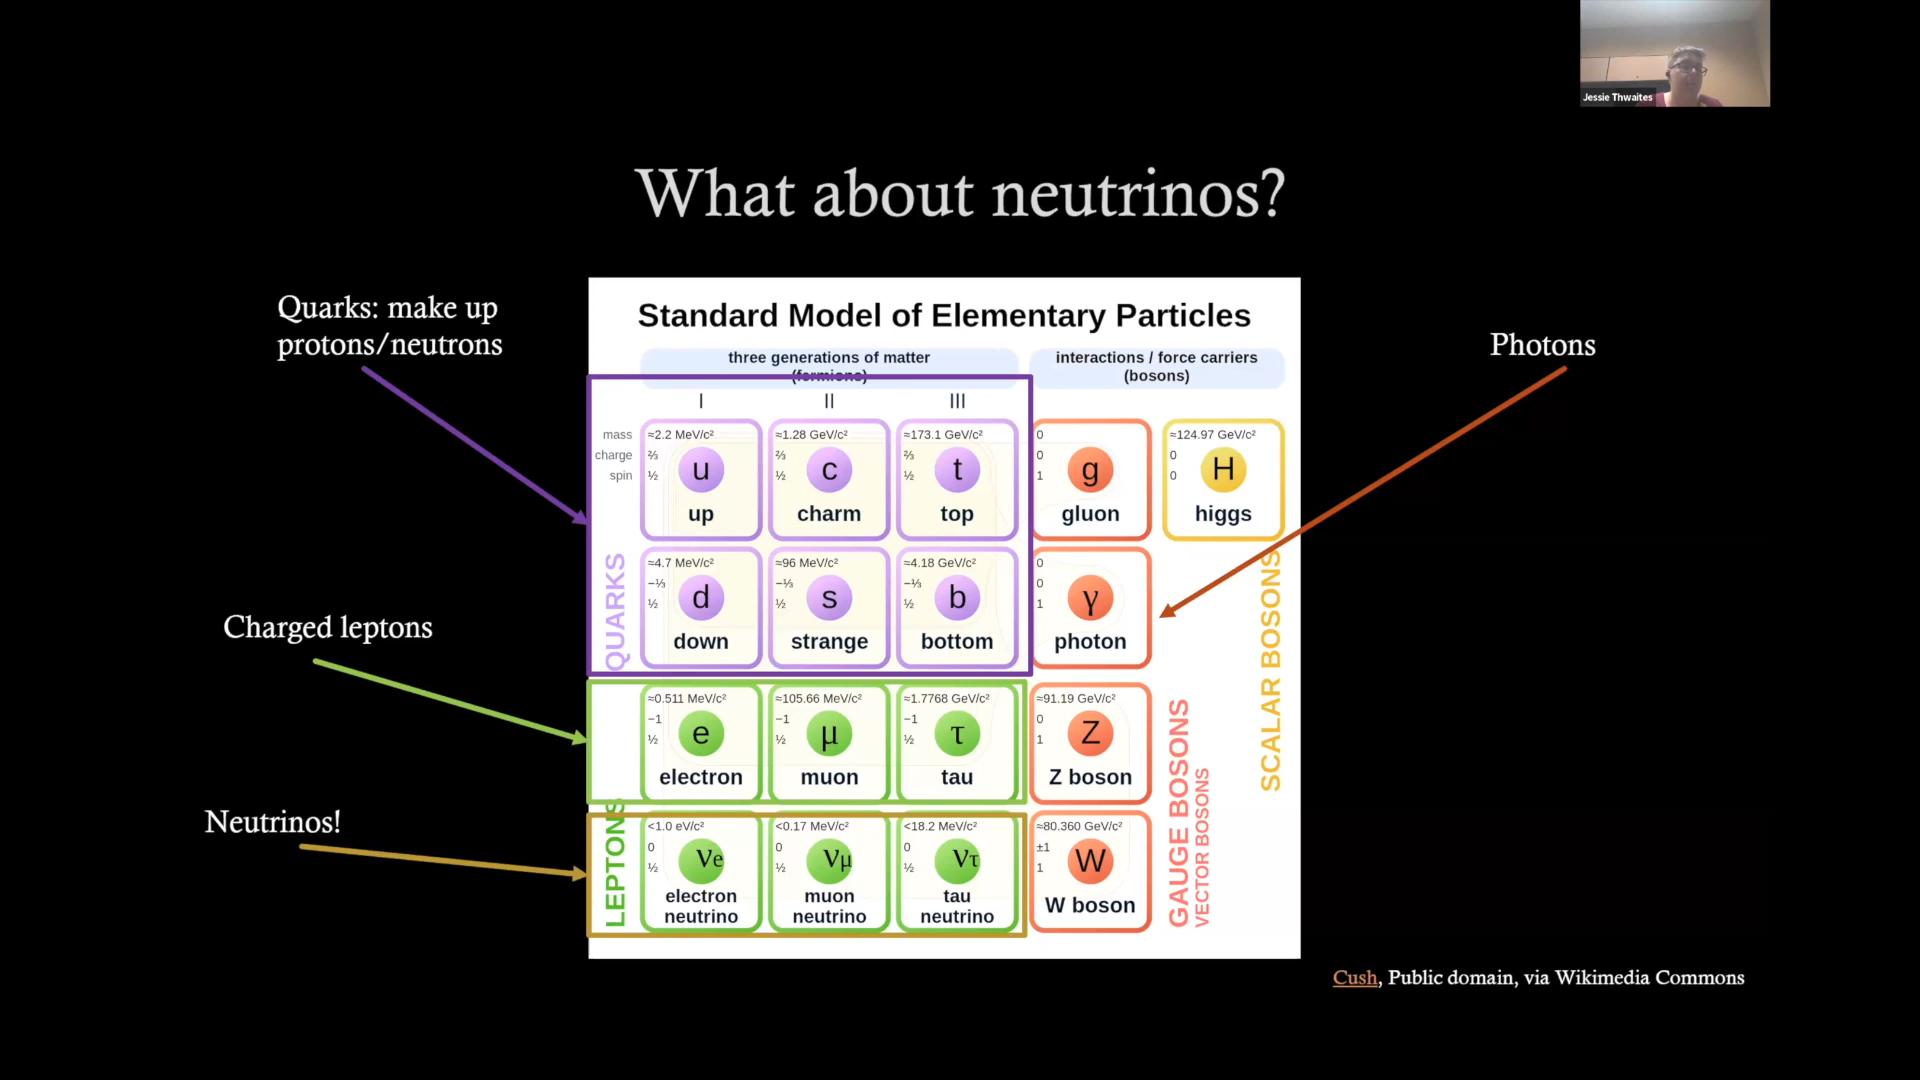 Jessie Thwaites
What about neutrinos?
Quarks: make up
protons/neutrons
Charged leptons
Neutrinos!
Photons
Standard Model of Elementary Particles
three generations of matter
(fermions)
interactions / force carriers
(bosons)
I II III
mass
charge
spin
≈2.2 MeV/c²
⅔
½
u
up
≈1.28 GeV/c²
⅔
½
c
charm
≈173.1 GeV/c²
⅔
½
t
top
0
0
1
g
gluon
≈124.97 GeV/c²
0
0
H
higgs
QUARKS
≈4.7 MeV/c²
−⅓
½
d
down
≈96 MeV/c²
−⅓
½
s
strange
≈4.18 GeV/c²
−⅓
½
b
bottom
0
0
1
γ
photon
SCALAR BOSONS
LEPTONS
≈0.511 MeV/c²
−1
½
e
electron
≈105.66 MeV/c²
−1
½
μ
muon
≈1.7768 GeV/c²
−1
½
τ
tau
≈91.19 GeV/c²
0
1
Z
Z boson
GAUGE BOSONS
VECTOR BOSONS
<1.0 eV/c²
0
½
νe
electron
neutrino
<0.17 MeV/c²
0
½
νμ
muon
neutrino
<18.2 MeV/c²
0
½
ντ
tau
neutrino
≈80.360 GeV/c²
±1
1
W
W boson
Cush, Public domain, via Wikimedia Commons